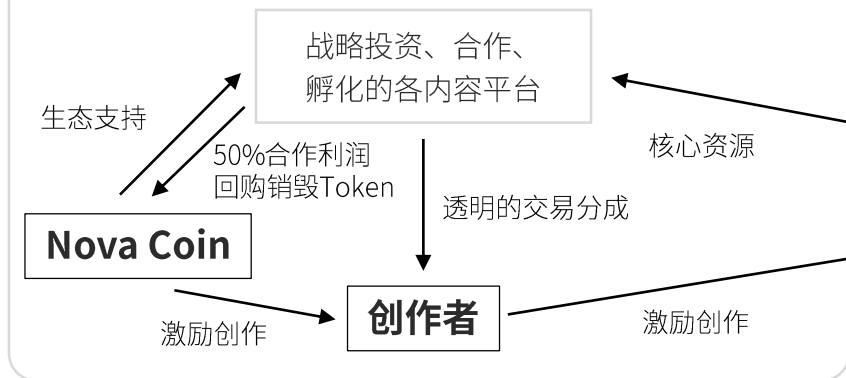 战略投资、合作、
孵化的各内容平台
生态支持
核心资源
50%合作利润
回购销毁Token
透明的交易分成
Nova Coin
创作者
激励创作
激励创作